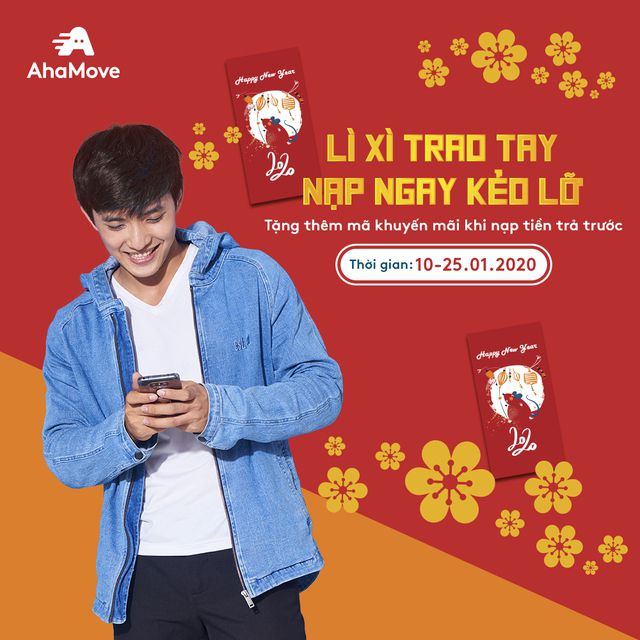 AhaMove
Happy New Year
2020
LÌ XÌ TRAO TAY
NẠP NGAY KẺO LỠ
Tặng thêm mã khuyến mãi khi nạp tiền trả trước
Thời gian: 10-25.01.2020
Happy New Year
2020